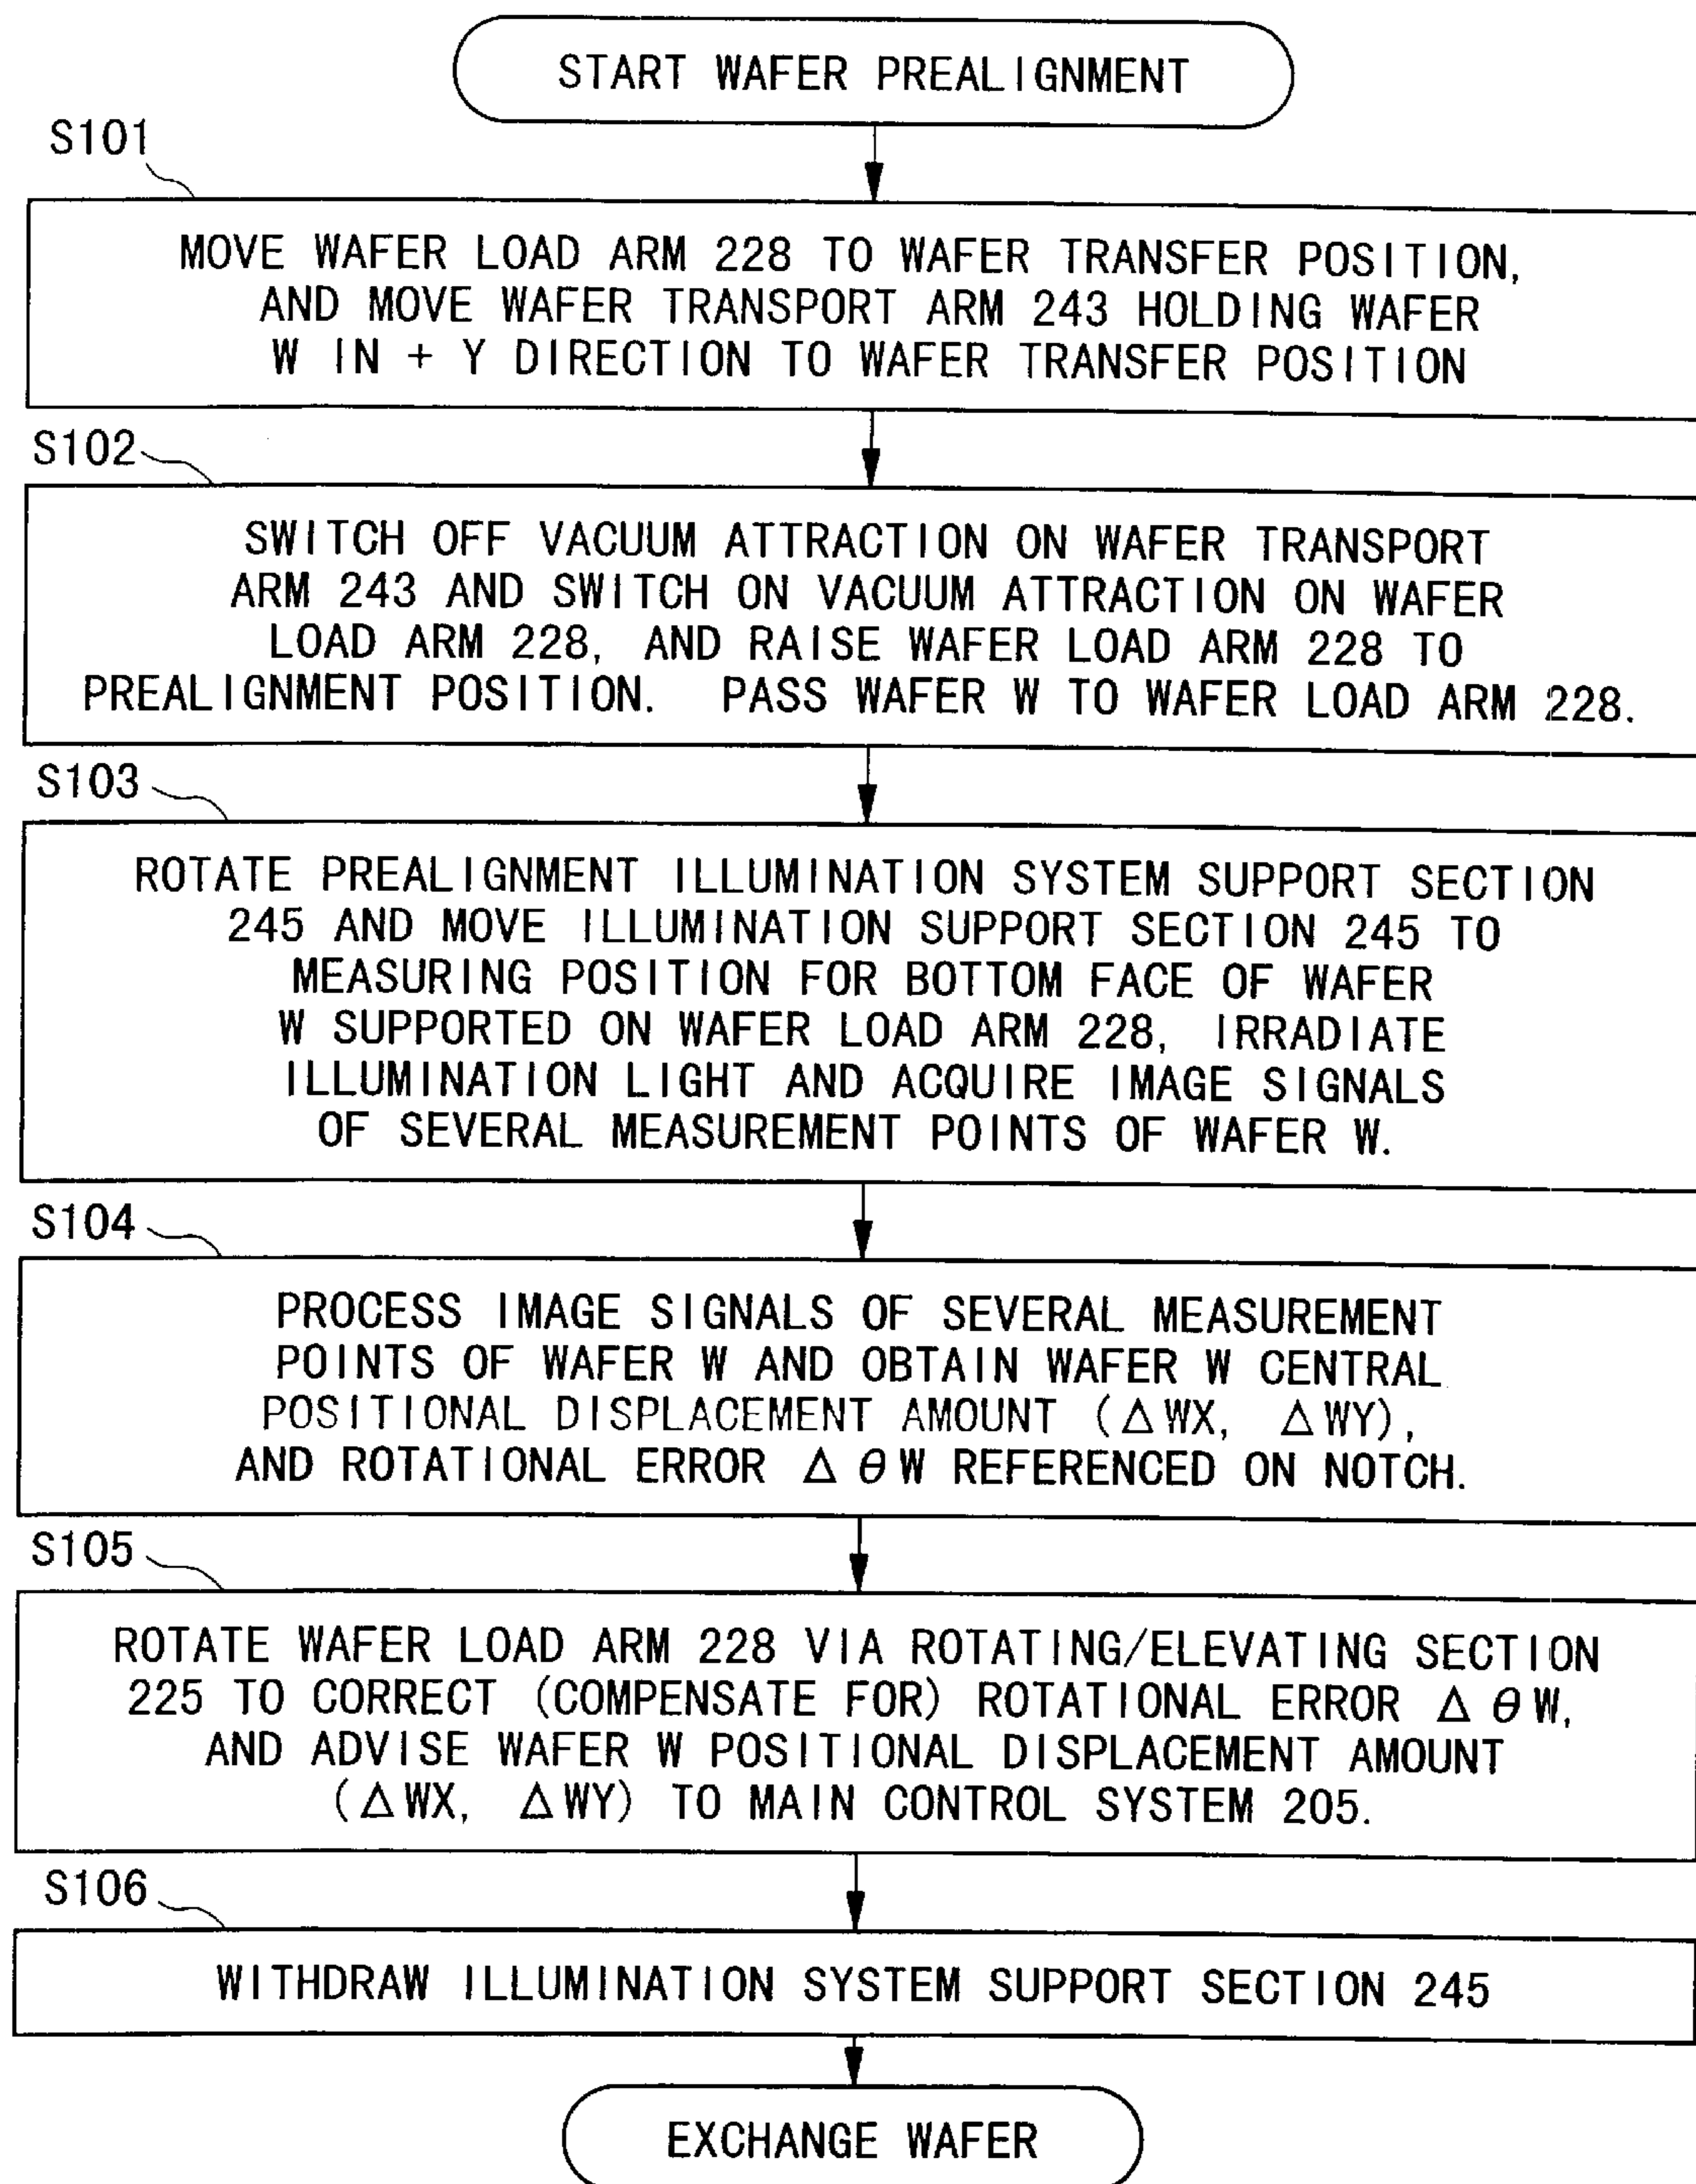 START WAFER PREALIGNMENT
S101
MOVE WAFER LOAD ARM 228 TO WAFER TRANSFER POSITION,
AND MOVE WAFER TRANSPORT ARM 243 HOLDING WAFER
W IN + Y DIRECTION TO WAFER TRANSFER POSITION
S102
SWITCH OFF VACUUM ATTRACTION ON WAFER TRANSPORT
ARM 243 AND SWITCH ON VACUUM ATTRACTION ON WAFER
LOAD ARM 228, AND RAISE WAFER LOAD ARM 228 TO
PREALIGNMENT POSITION. PASS WAFER W TO WAFER LOAD ARM 228.
S103
ROTATE PREALIGNMENT ILLUMINATION SYSTEM SUPPORT SECTION
245 AND MOVE ILLUMINATION SUPPORT SECTION 245 TO
MEASURING POSITION FOR BOTTOM FACE OF WAFER
W SUPPORTED ON WAFER LOAD ARM 228, IRRADIATE
ILLUMINATION LIGHT AND ACQUIRE IMAGE SIGNALS
OF SEVERAL MEASUREMENT POINTS OF WAFER W.
S104
PROCESS IMAGE SIGNALS OF SEVERAL MEASUREMENT
POINTS OF WAFER W AND OBTAIN WAFER W CENTRAL
POSITIONAL DISPLACEMENT AMOUNT (ΔWX, ΔWY),
AND ROTATIONAL ERROR Δ θ W REFERENCED ON NOTCH.
S105
ROTATE WAFER LOAD ARM 228 VIA ROTATING/ELEVATING SECTION
225 TO CORRECT (COMPENSATE FOR) ROTATIONAL ERROR Δ θ W,
AND ADVISE WAFER W POSITIONAL DISPLACEMENT AMOUNT
(ΔWX, ΔWY) TO MAIN CONTROL SYSTEM 205.
S106
WITHDRAW ILLUMINATION SYSTEM SUPPORT SECTION 245
EXCHANGE WAFER